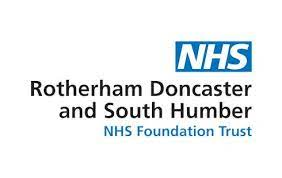 NHS
Rotherham Doncaster
and South Humber
NHS Foundation Trust